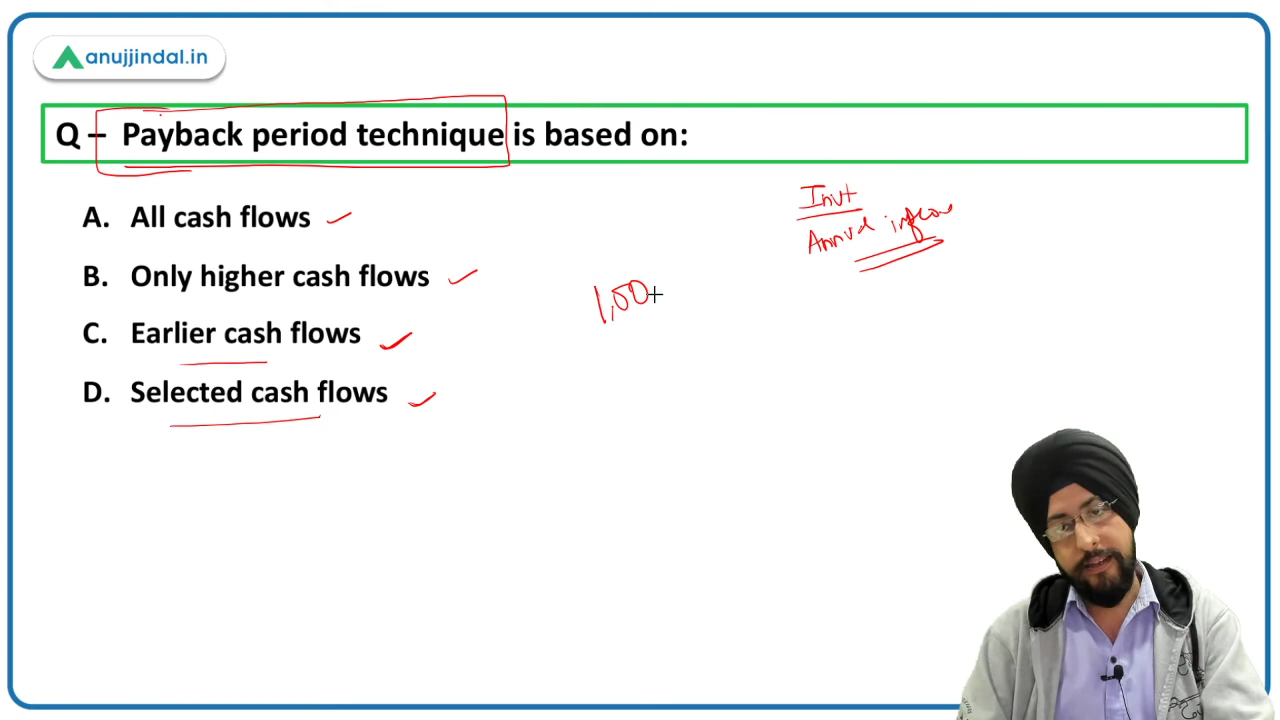 anujjindal.in
Q – Payback period technique is based on:
A. All cash flows
B. Only higher cash flows
C. Earlier cash flows
D. Selected cash flows
Invt
Annual inflow
1,00